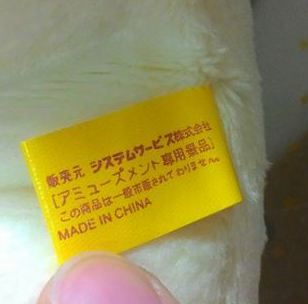 販売元 システムサービス株式会社
[アミューズメント専用景品]
この商品は一般市販されておりません。
MADE IN CHINA